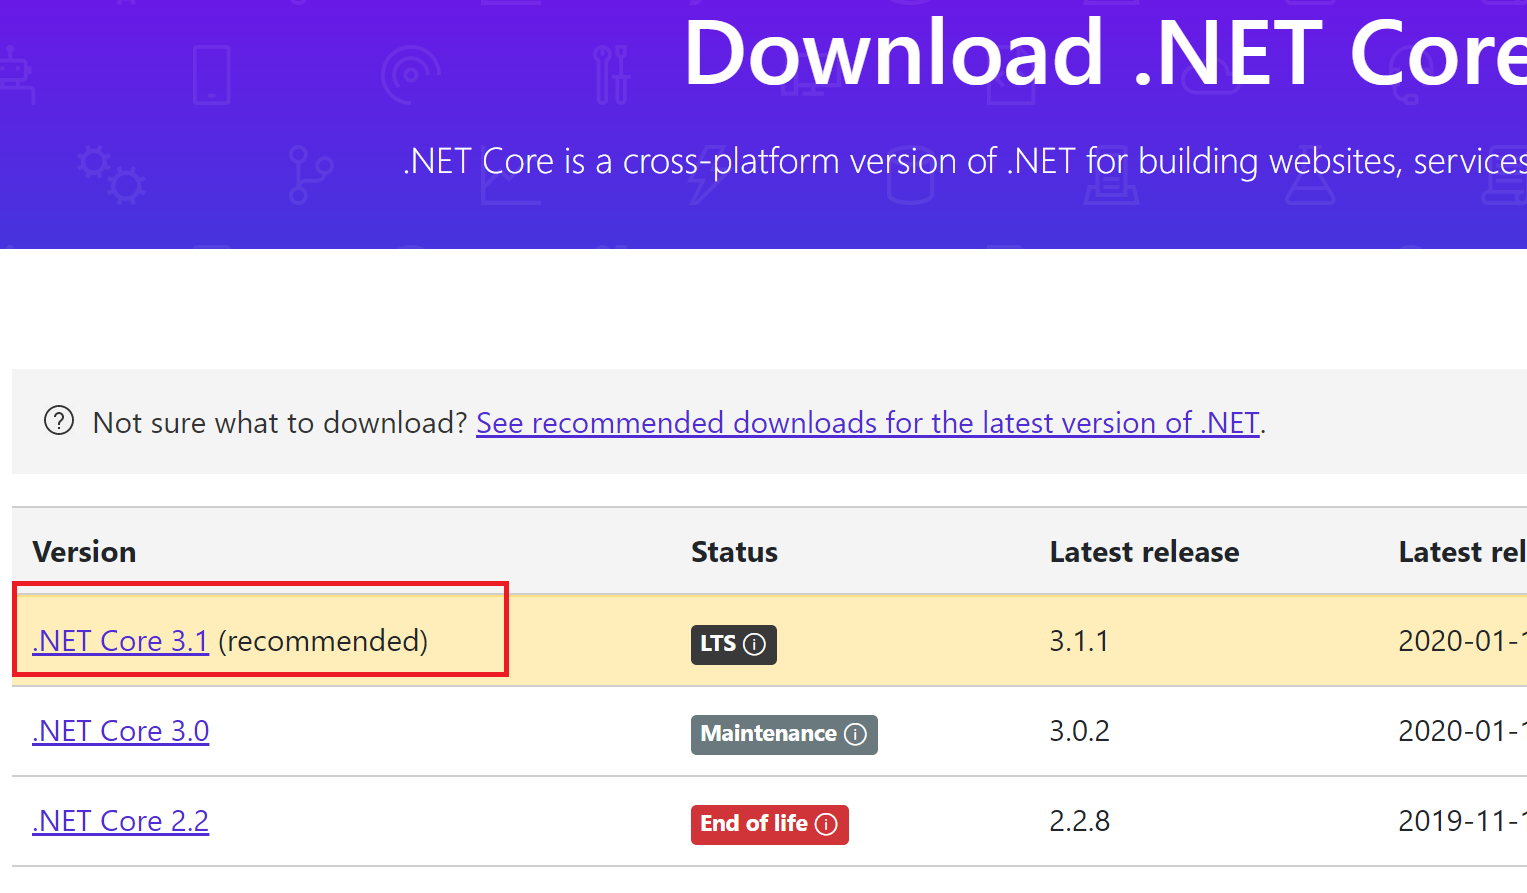 Download .NET Core
.NET Core is a cross-platform version of .NET for building websites, services
Not sure what to download? See recommended downloads for the latest version of .NET.
Version Status Latest release Latest rel
.NET Core 3.1 (recommended) LTS 3.1.1 2020-01-1
.NET Core 3.0 Maintenance 3.0.2 2020-01-1
.NET Core 2.2 End of life 2.2.8 2019-11-1